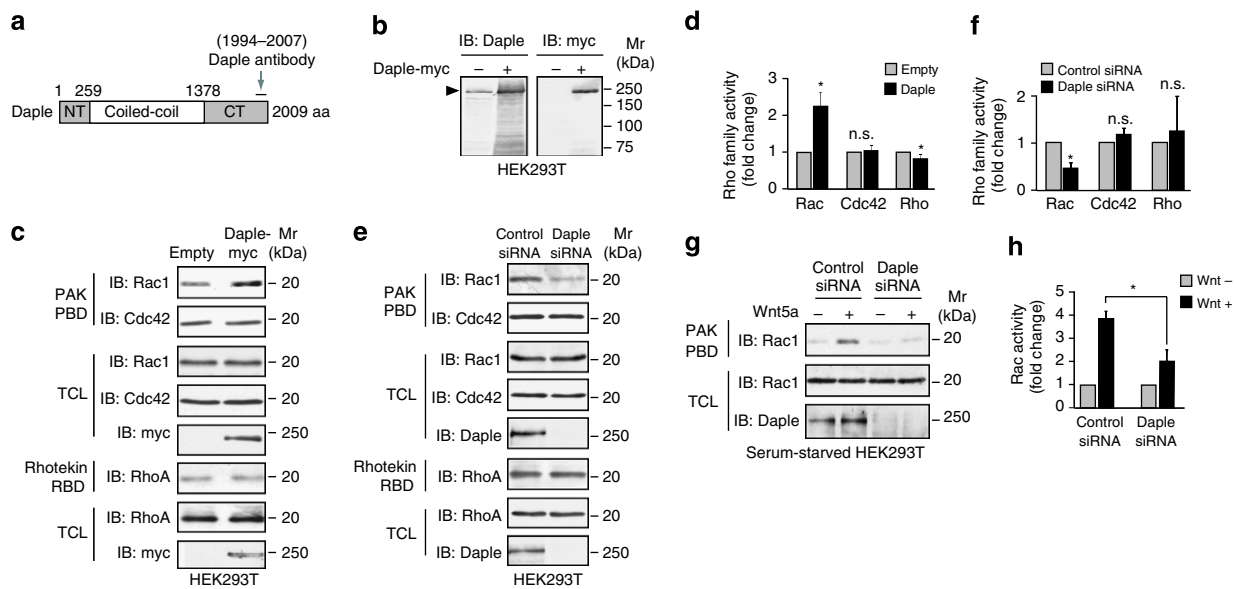 a
(1994–2007)
Daple antibody
1 259 1378
Daple NT Coiled-coil CT 2009 aa
b
IB: Daple IB: myc Mr
(kDa)
Daple-myc – + – +
250
150
100
75
HEK293T
c
Daple-
Empty myc Mr
(kDa)
PAK
PBD
IB: Rac1 20
IB: Cdc42 20
TCL
IB: Rac1 20
IB: Cdc42 20
IB: myc 250
Rhotekin
RBD
IB: RhoA 20
TCL
IB: RhoA 20
IB: myc 250
HEK293T
d
Rho family activity
(fold change)
Empty
Daple
3
2
1
0
*
n.s.
*
Rac Cdc42 Rho
e
Control
siRNA
Daple
siRNA
Mr
(kDa)
PAK
PBD
IB: Rac1 20
IB: Cdc42 20
TCL
IB: Rac1 20
IB: Cdc42 20
IB: Daple 250
Rhotekin
RBD
IB: RhoA 20
TCL
IB: RhoA 20
IB: Daple 250
HEK293T
f
Rho family activity
(fold change)
Control siRNA
Daple siRNA
2
1
0
*
n.s.
n.s.
Rac Cdc42 Rho
g
Control
siRNA
Daple
siRNA
Mr
(kDa)
Wnt5a – + – +
PAK
PBD
IB: Rac1 20
TCL
IB: Rac1 20
IB: Daple 250
Serum-starved HEK293T
h
Rac activity
(fold change)
Wnt –
Wnt +
5
4
3
2
1
0
*
Control
siRNA
Daple
siRNA